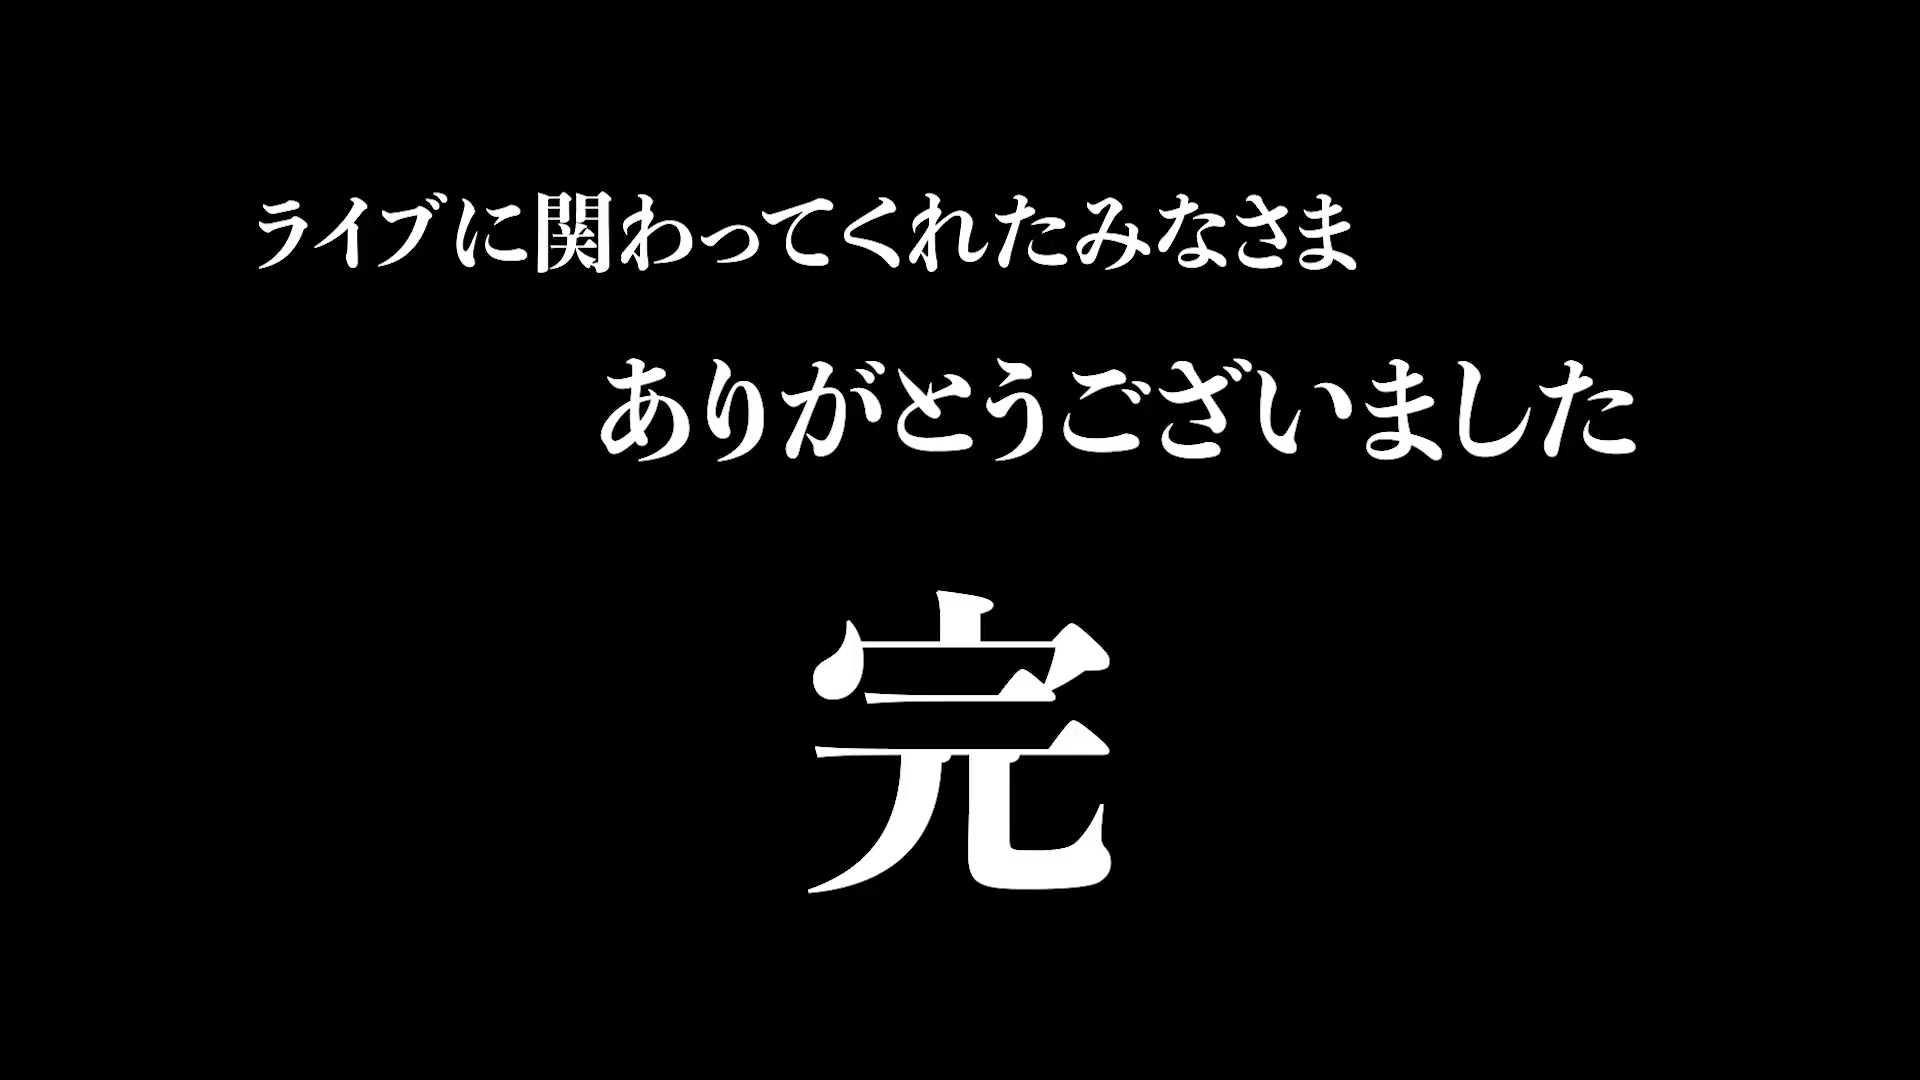 ライブに関わってくれたみなさま
ありがとうございました
完